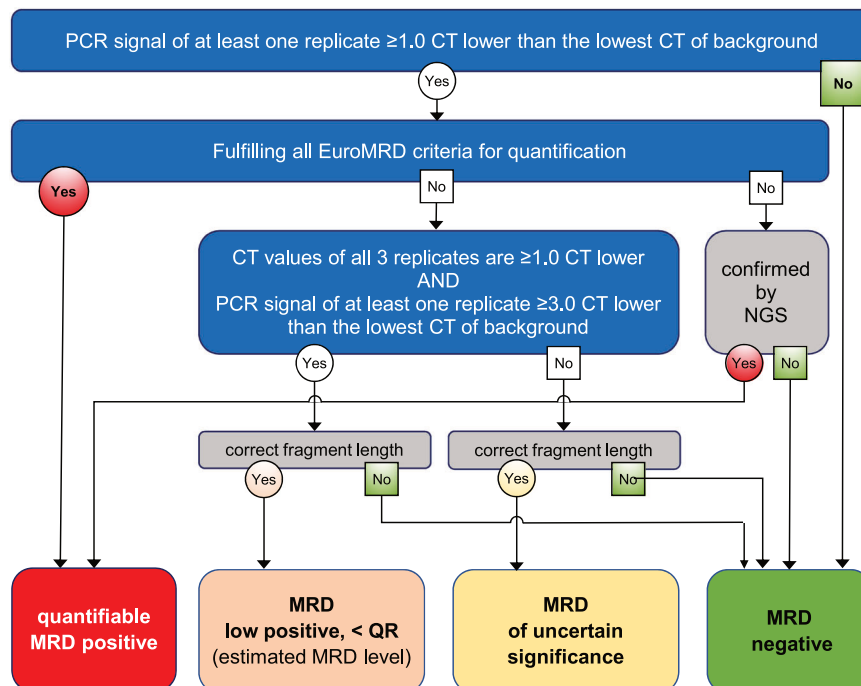 PCR signal of at least one replicate ≥1.0 CT lower than the lowest CT of background
Yes
No
Fulfilling all EuroMRD criteria for quantification
Yes
No
No
CT values of all 3 replicates are ≥1.0 CT lower
AND
PCR signal of at least one replicate ≥3.0 CT lower
than the lowest CT of background
confirmed
by
NGS
Yes
No
Yes
No
correct fragment length
correct fragment length
Yes
No
Yes
No
quantifiable
MRD positive
MRD
low positive, < QR
(estimated MRD level)
MRD
of uncertain
significance
MRD
negative